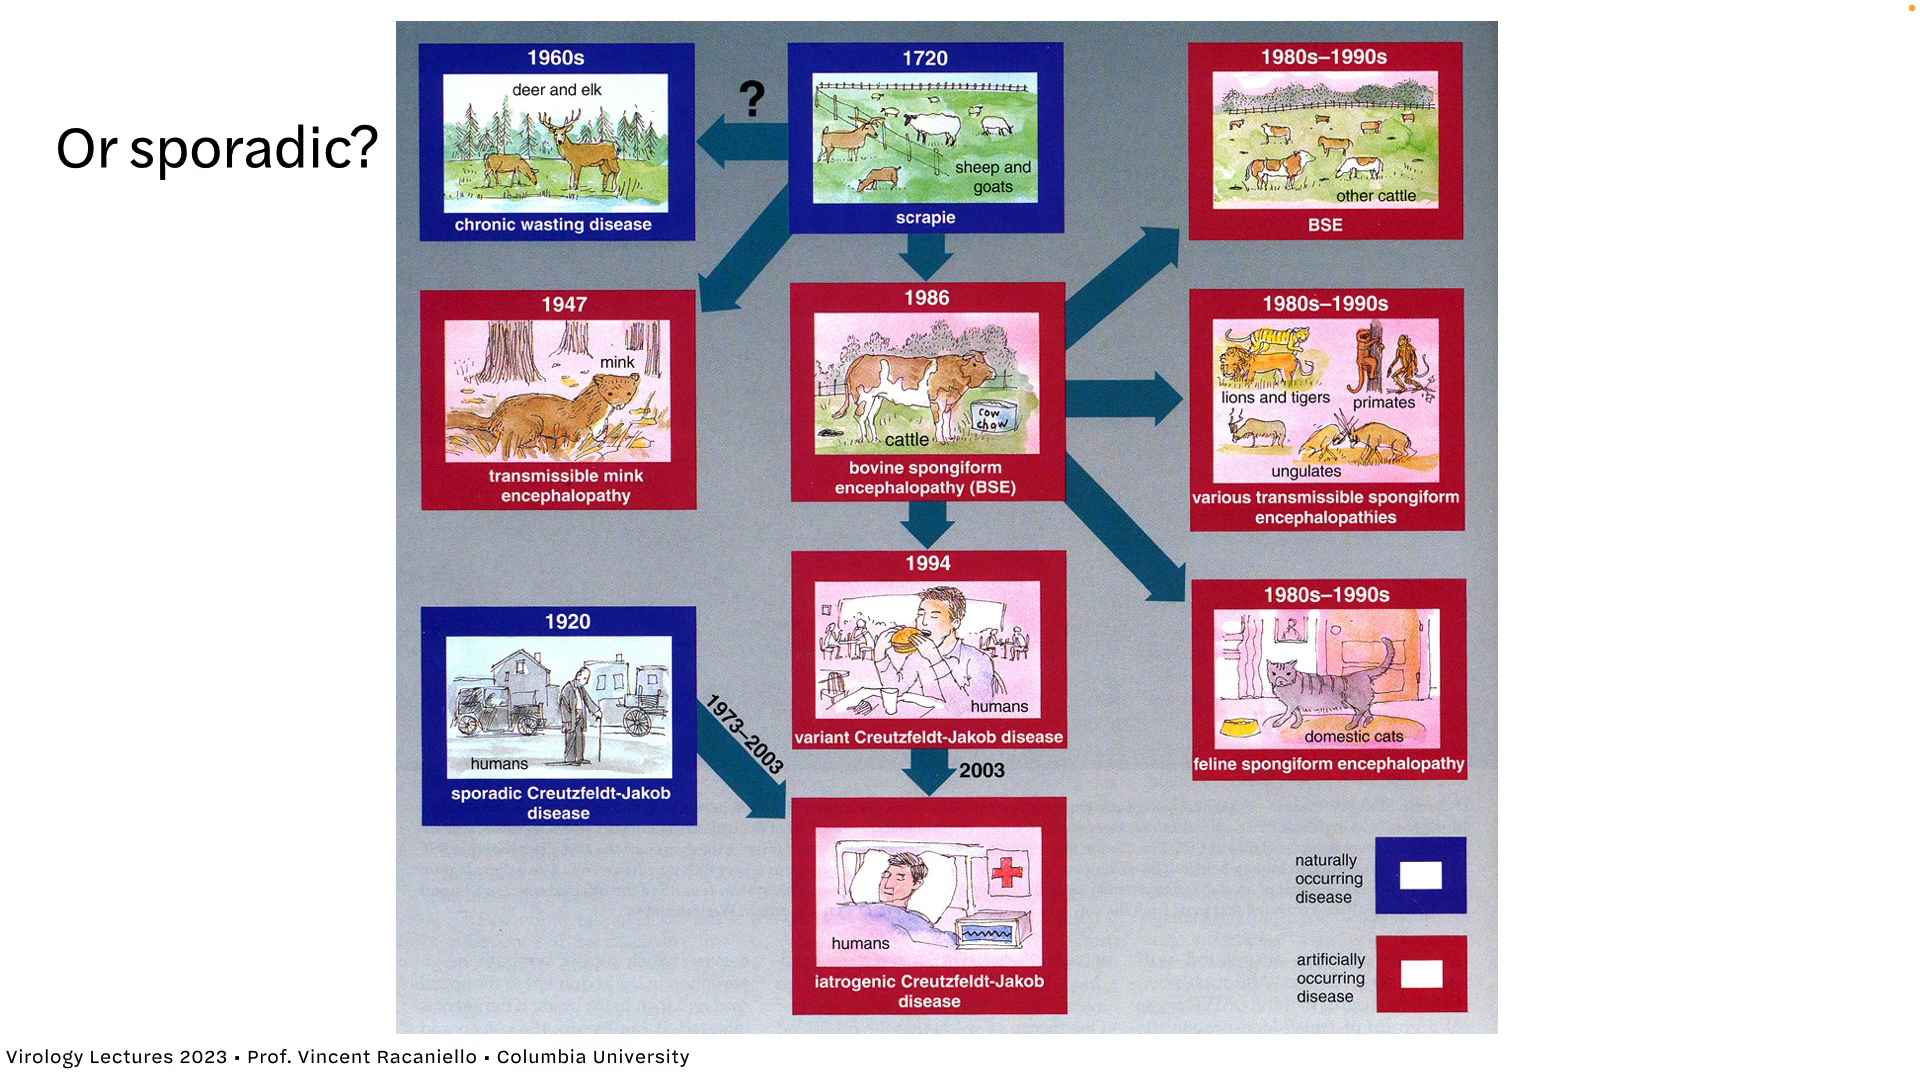 Or sporadic?
1960s
deer and elk
chronic wasting disease
?
1720
sheep and
goats
scrapie
1980s–1990s
other cattle
BSE
1947
mink
transmissible mink
encephalopathy
1986
cow
chow
cattle
bovine spongiform
encephalopathy (BSE)
1980s–1990s
lions and tigers
primates
ungulates
various transmissible spongiform
encephalopathies
1994
humans
variant Creutzfeldt-Jakob disease
2003
1980s–1990s
domestic cats
feline spongiform encephalopathy
1920
humans
sporadic Creutzfeldt-Jakob
disease
1973–2003
humans
iatrogenic Creutzfeldt-Jakob
disease
naturally
occurring
disease
artificially
occurring
disease
Virology Lectures 2023 • Prof. Vincent Racaniello • Columbia University